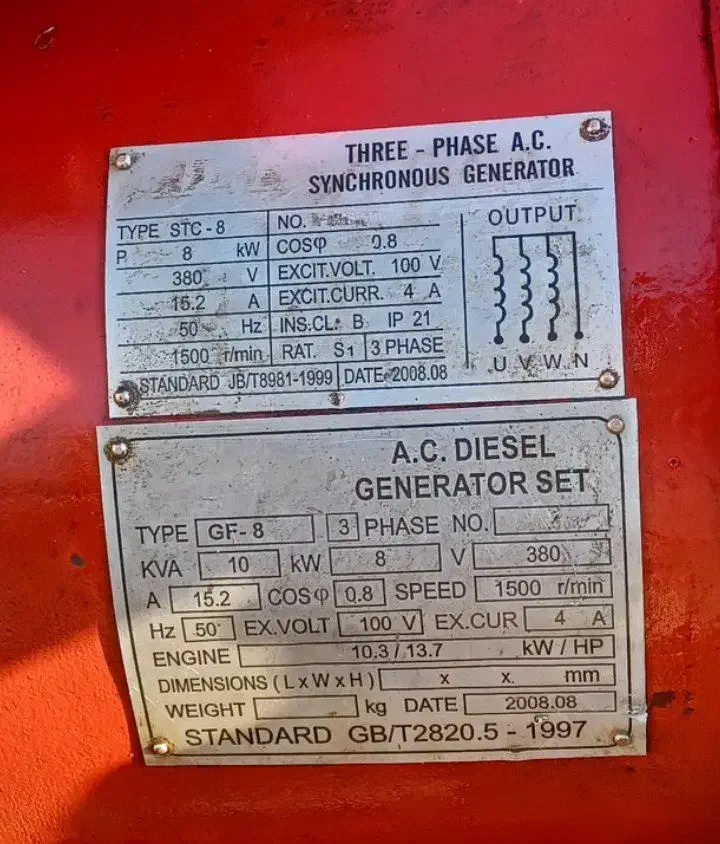 THREE - PHASE A.C.
SYNCHRONOUS GENERATOR
TYPE STC - 8 NO.
P 8 kW COSφ 0.8
380 V EXCIT.VOLT. 100 V
15.2 A EXCIT.CURR. 4 A
50 Hz INS.CL. B IP 21
1500 r/min RAT. S1 3 PHASE
STANDARD JB/T8981-1999 DATE 2008.08
OUTPUT
U V W N
A.C. DIESEL
GENERATOR SET
TYPE GF-8 3 PHASE NO.
KVA 10 kW 8 V 380
A 15.2 COSφ 0.8 SPEED 1500 r/min
Hz 50 EX.VOLT 100 V EX.CUR 4 A
ENGINE 10.3 / 13.7 kW / HP
DIMENSIONS ( L x W x H ) x x. mm
WEIGHT kg DATE 2008.08
STANDARD GB/T2820.5 - 1997